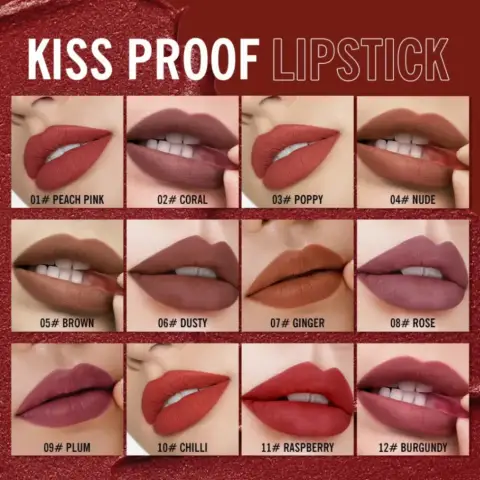 KISS PROOF LIPSTICK
01# PEACH PINK
02# CORAL
03# POPPY
04# NUDE
05# BROWN
06# DUSTY
07# GINGER
08# ROSE
09# PLUM
10# CHILLI
11# RASPBERRY
12# BURGUNDY